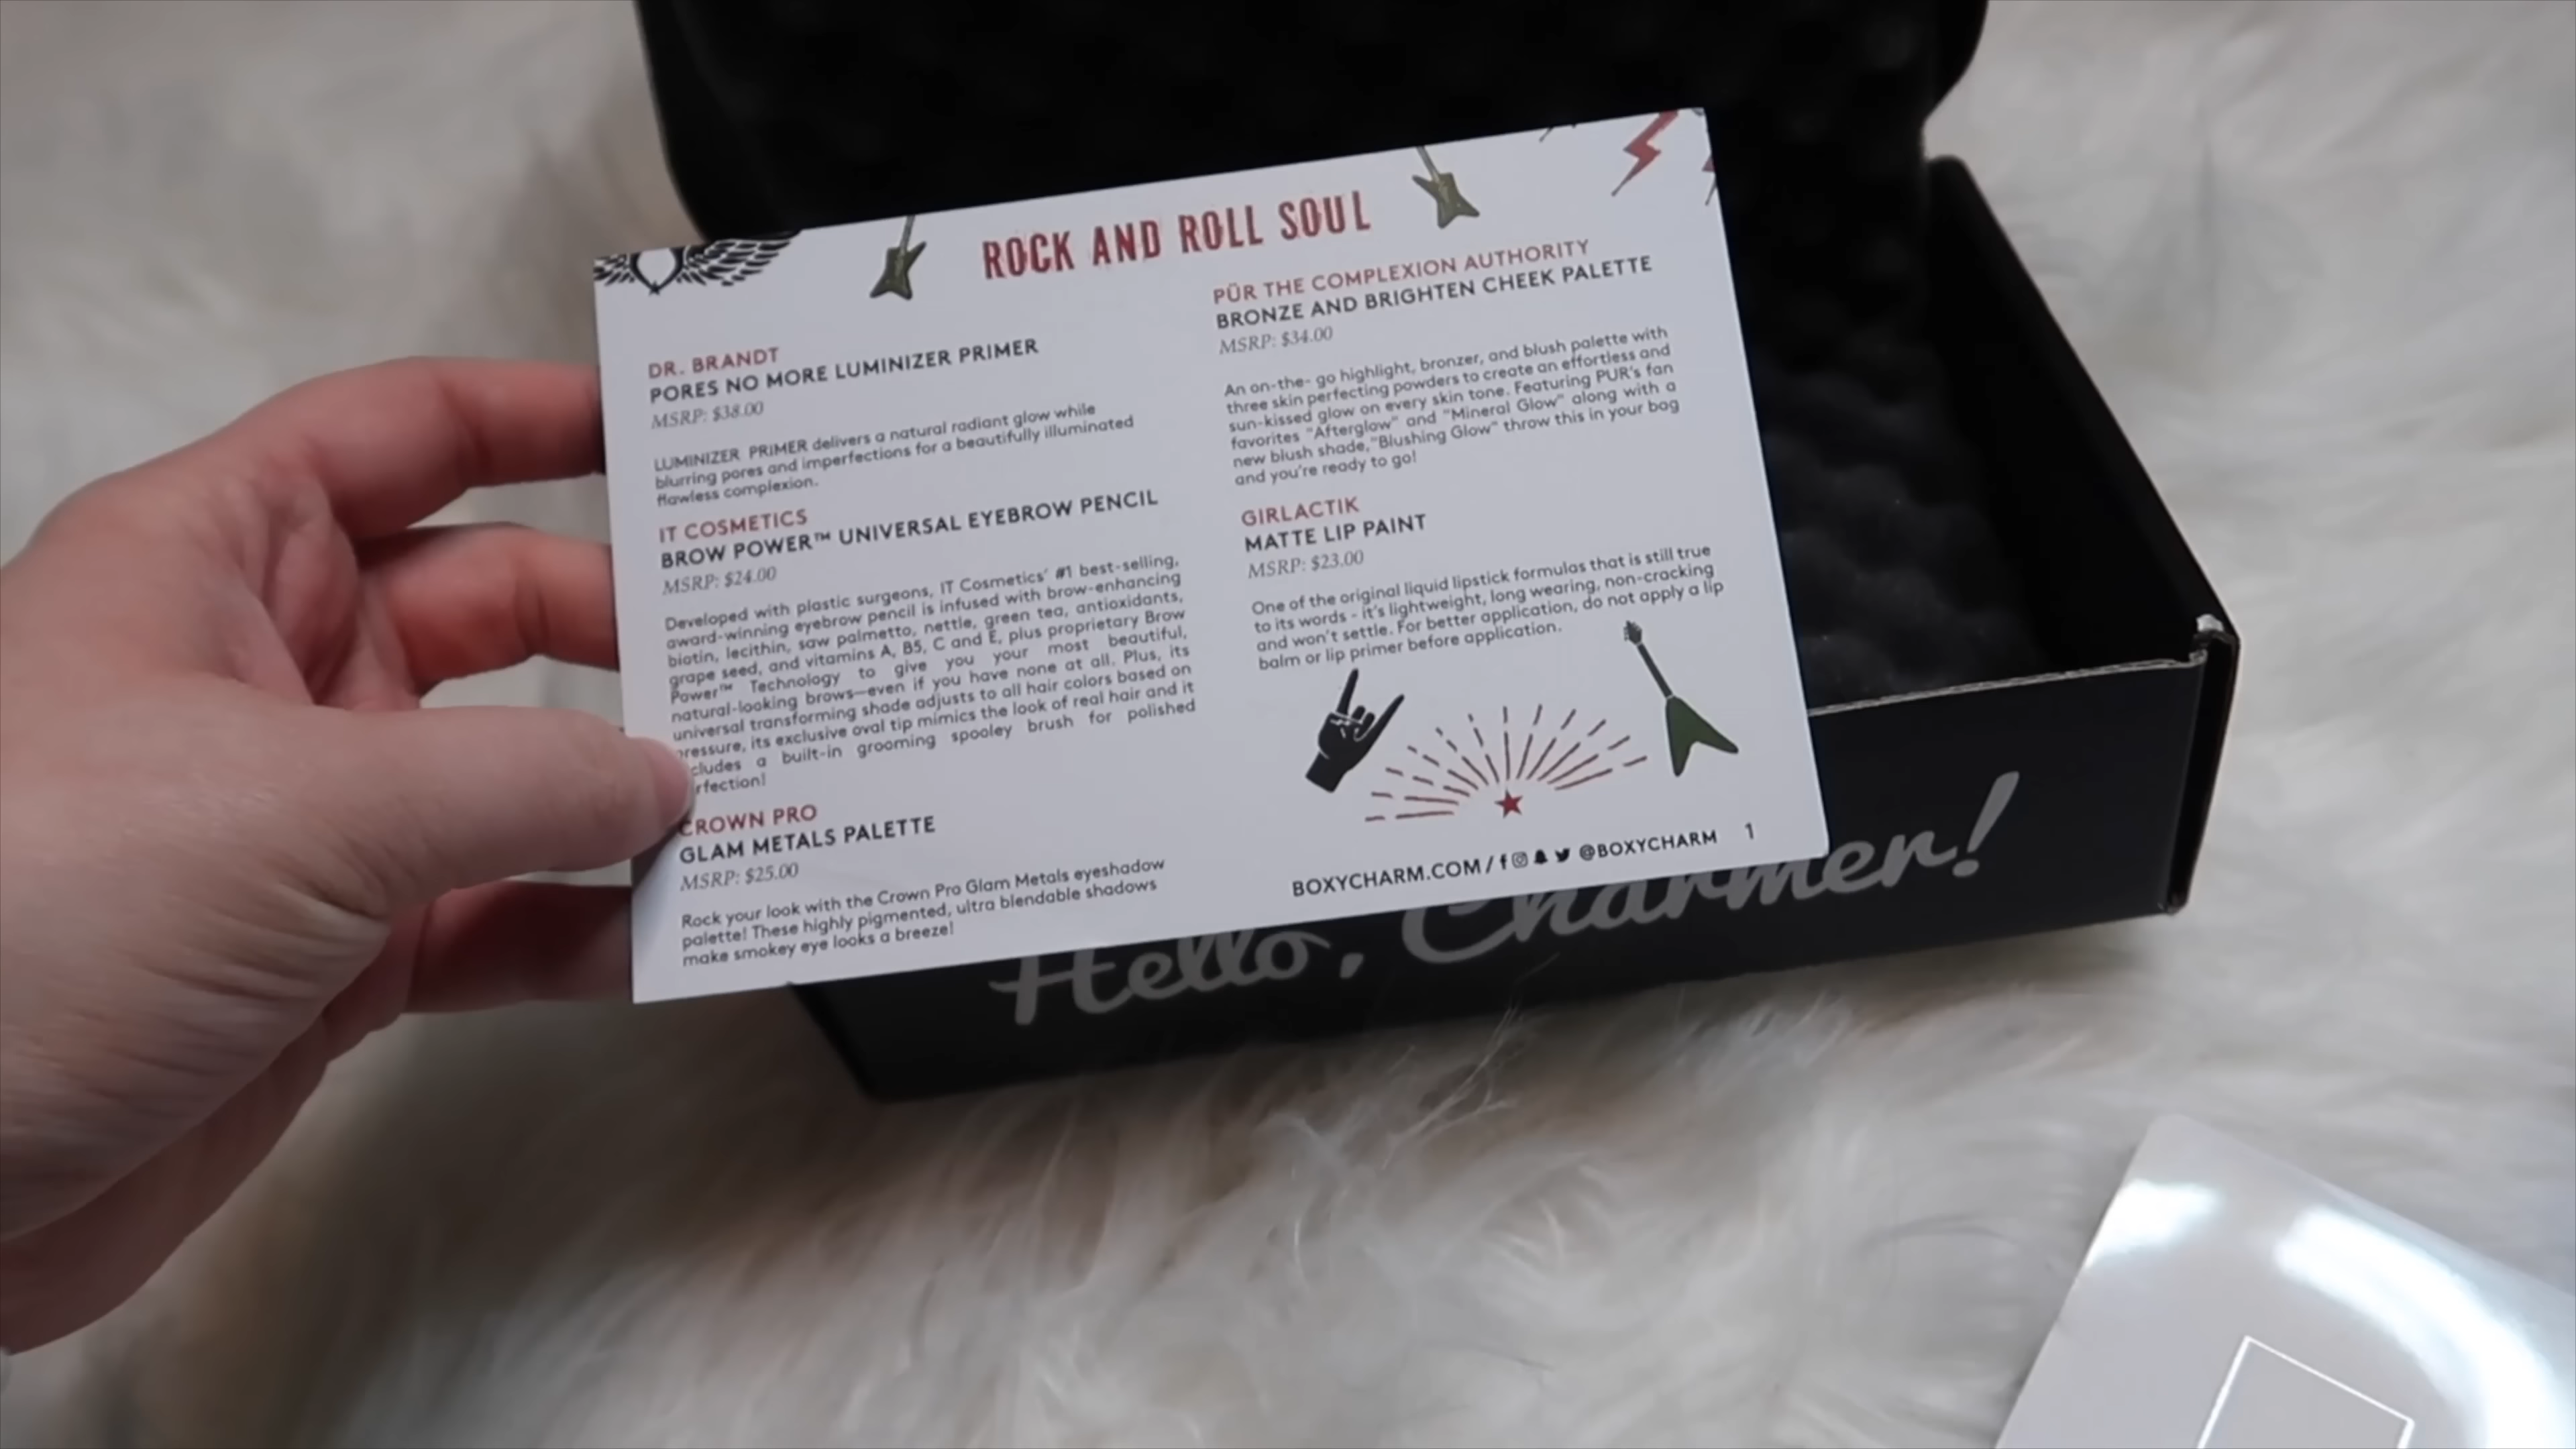 ROCK AND ROLL SOUL
DR. BRANDT
PORES NO MORE LUMINIZER PRIMER
MSRP: $38.00
LUMINIZER PRIMER delivers a natural radiant glow while
blurring pores and imperfections for a beautifully illuminated
flawless complexion.
IT COSMETICS
BROW POWER™ UNIVERSAL EYEBROW PENCIL
MSRP: $24.00
Developed with plastic surgeons, IT Cosmetics' #1 best-selling,
award-winning eyebrow pencil is infused with brow-enhancing
biotin, lecithin, saw palmetto, nettle, green tea, antioxidants,
grape seed, and vitamins A, B5, C and E, plus proprietary Brow
Power™ Technology to give you your most beautiful,
natural-looking brows—even if you have none at all. Plus, its
universal transforming shade adjusts to all hair colors based on
pressure, its exclusive oval tip mimics the look of real hair and it
cludes a built-in grooming spooley brush for polished
rfection!
CROWN PRO
GLAM METALS PALETTE
MSRP: $25.00
Rock your look with the Crown Pro Glam Metals eyeshadow
palette! These highly pigmented, ultra blendable shadows
make smokey eye looks a breeze!
PÜR THE COMPLEXION AUTHORITY
BRONZE AND BRIGHTEN CHEEK PALETTE
MSRP: $34.00
An on-the- go highlight, bronzer, and blush palette with
three skin perfecting powders to create an effortless and
sun-kissed glow on every skin tone. Featuring PUR's fan
favorites "Afterglow" and "Mineral Glow" along with a
new blush shade,"Blushing Glow" throw this in your bag
and you're ready to go!
GIRLACTIK
MATTE LIP PAINT
MSRP: $23.00
One of the original liquid lipstick formulas that is still true
to its words - it's lightweight, long wearing, non-cracking
and won't settle. For better application, do not apply a lip
balm or lip primer before application.
BOXYCHARM.COM / f @BOXYCHARM 1
Hello, Charmer!